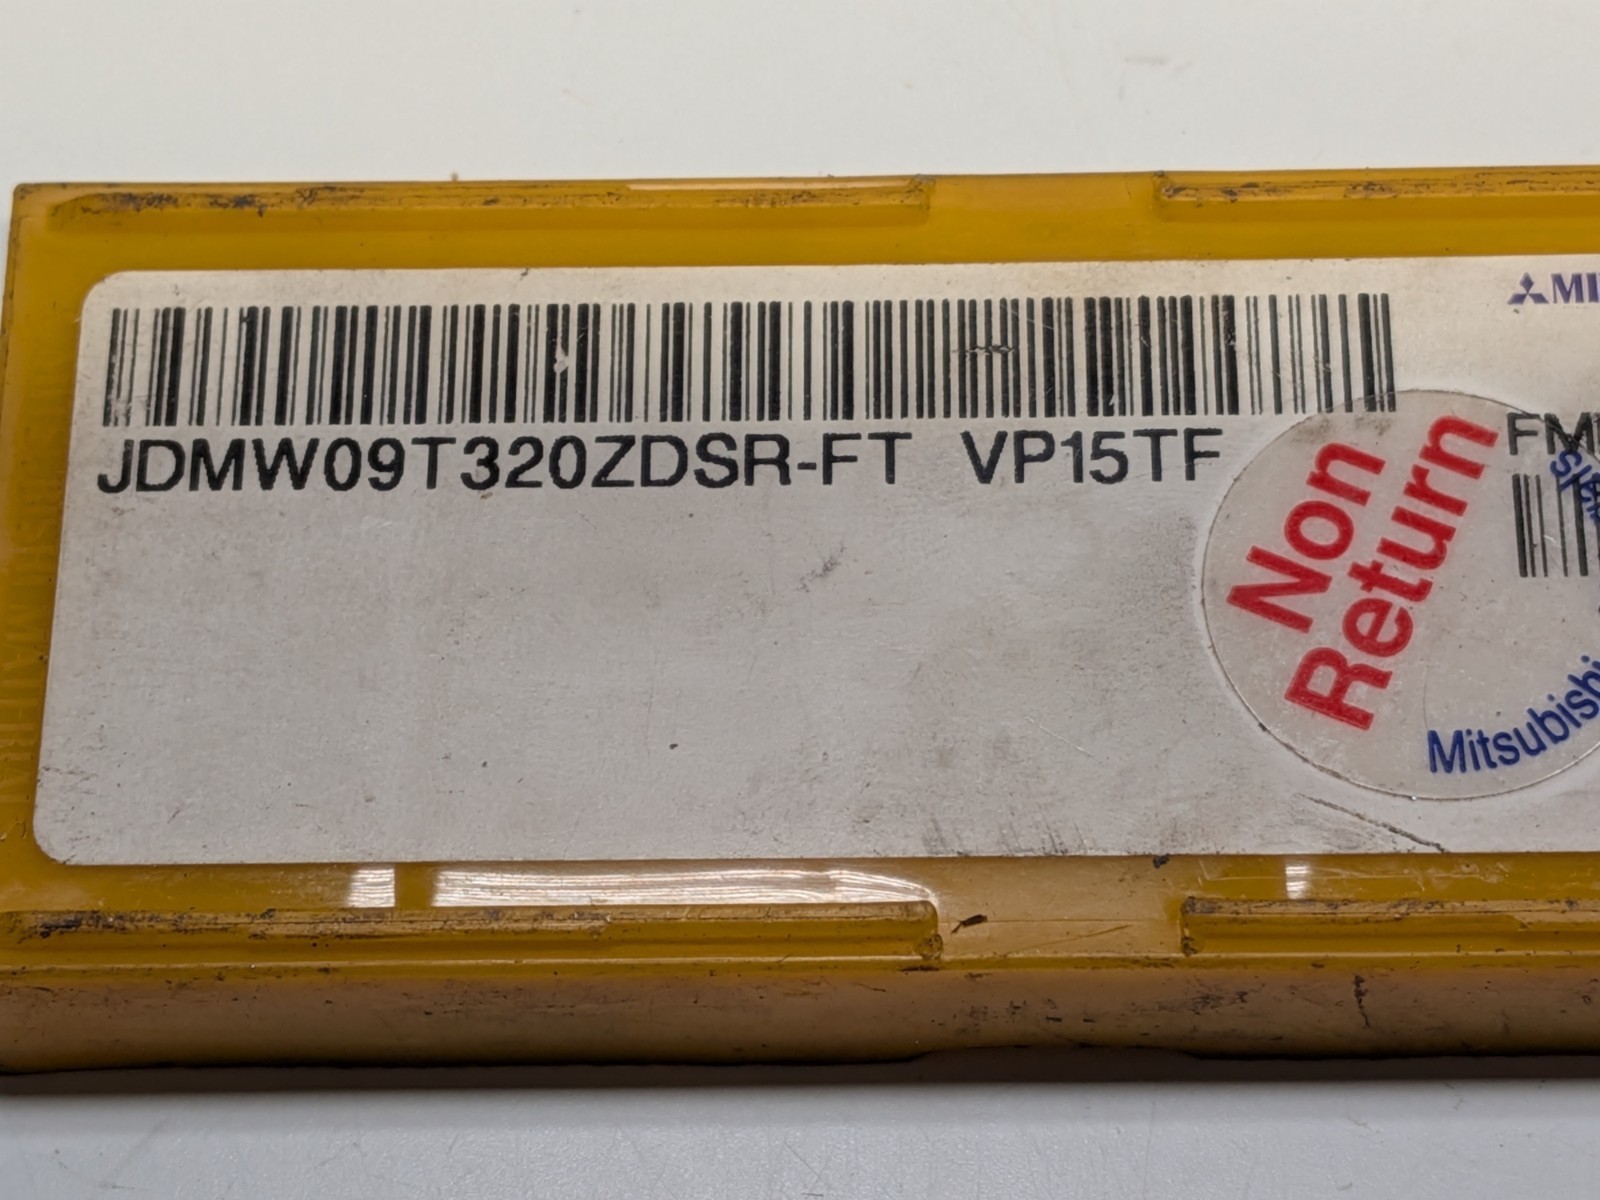 JDMW09T320ZDSR-FT VP15TF
Non
Return
Mitsubishi